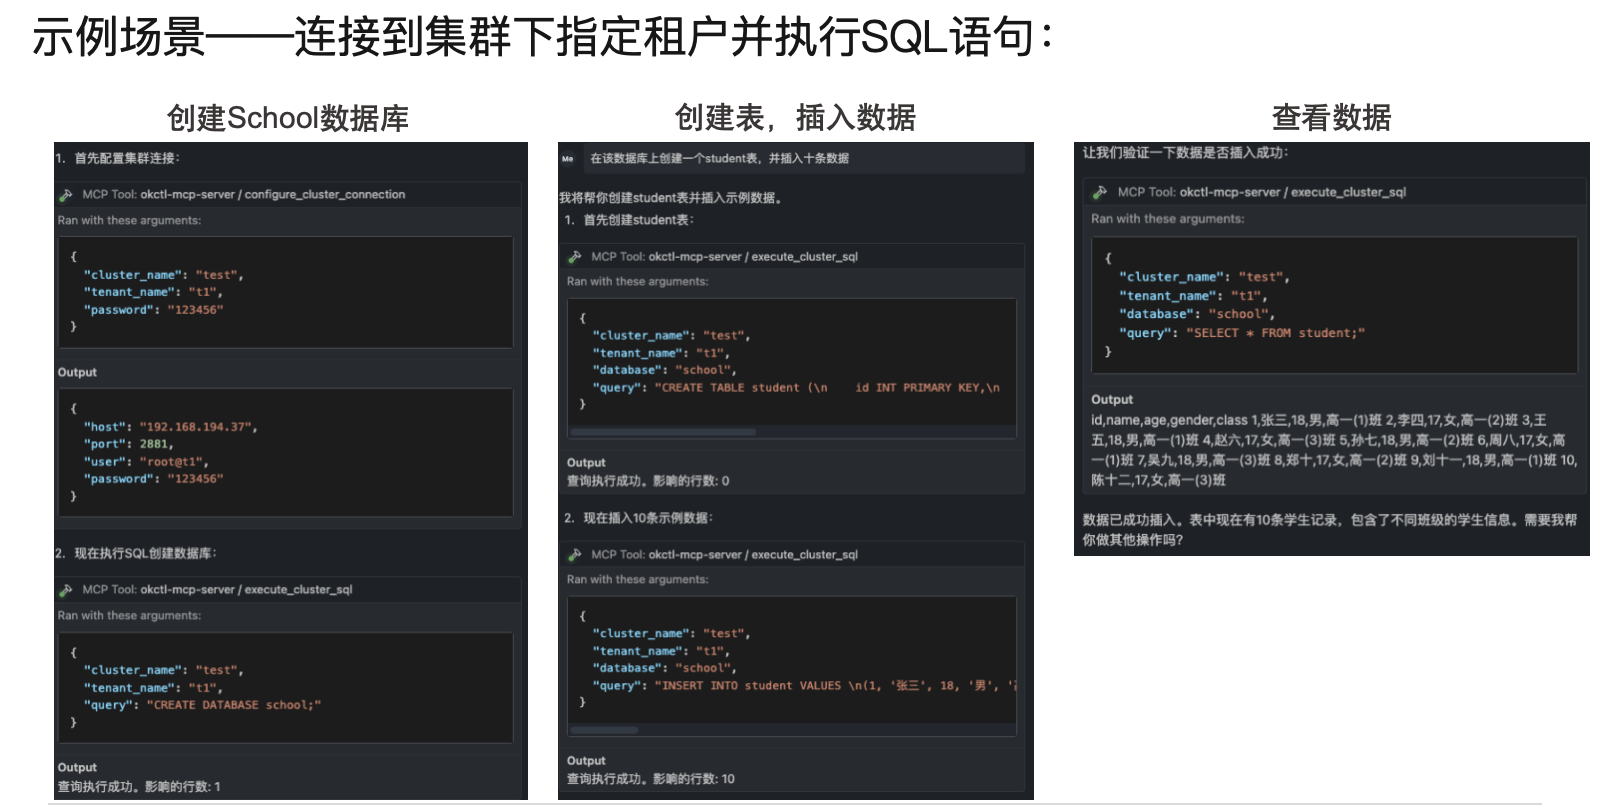 示例场景——连接到集群下指定租户并执行SQL语句：
创建School数据库
1. 首先配置集群连接：
MCP Tool: okctl-mcp-server / configure_cluster_connection
Ran with these arguments:
{
"cluster_name": "test",
"tenant_name": "t1",
"password": "123456"
}
Output
{
"host": "192.168.194.37",
"port": 2881,
"user": "root@t1",
"password": "123456"
}
2. 现在执行SQL创建数据库：
MCP Tool: okctl-mcp-server / execute_cluster_sql
Ran with these arguments:
{
"cluster_name": "test",
"tenant_name": "t1",
"query": "CREATE DATABASE school;"
}
Output
查询执行成功。影响的行数: 1
创建表，插入数据
Me 在该数据库上创建一个student表，并插入十条数据
我将帮你创建student表并插入示例数据。
1. 首先创建student表：
MCP Tool: okctl-mcp-server / execute_cluster_sql
Ran with these arguments:
{
"cluster_name": "test",
"tenant_name": "t1",
"database": "school",
"query": "CREATE TABLE student (\n    id INT PRIMARY KEY,\n
}
Output
查询执行成功。影响的行数: 0
2. 现在插入10条示例数据：
MCP Tool: okctl-mcp-server / execute_cluster_sql
Ran with these arguments:
{
"cluster_name": "test",
"tenant_name": "t1",
"database": "school",
"query": "INSERT INTO student VALUES \n(1, '张三', 18, '男', '
}
Output
查询执行成功。影响的行数: 10
查看数据
让我们验证一下数据是否插入成功：
MCP Tool: okctl-mcp-server / execute_cluster_sql
Ran with these arguments:
{
"cluster_name": "test",
"tenant_name": "t1",
"database": "school",
"query": "SELECT * FROM student;"
}
Output
id,name,age,gender,class 1,张三,18,男,高一(1)班 2,李四,17,女,高一(2)班 3,王
五,18,男,高一(1)班 4,赵六,17,女,高一(3)班 5,孙七,18,男,高一(2)班 6,周八,17,女,高
一(1)班 7,吴九,18,男,高一(3)班 8,郑十,17,女,高一(2)班 9,刘十一,18,男,高一(1)班 10,
陈十二,17,女,高一(3)班
数据已成功插入。表中现在有10条学生记录，包含了不同班级的学生信息。需要我帮
你做其他操作吗？